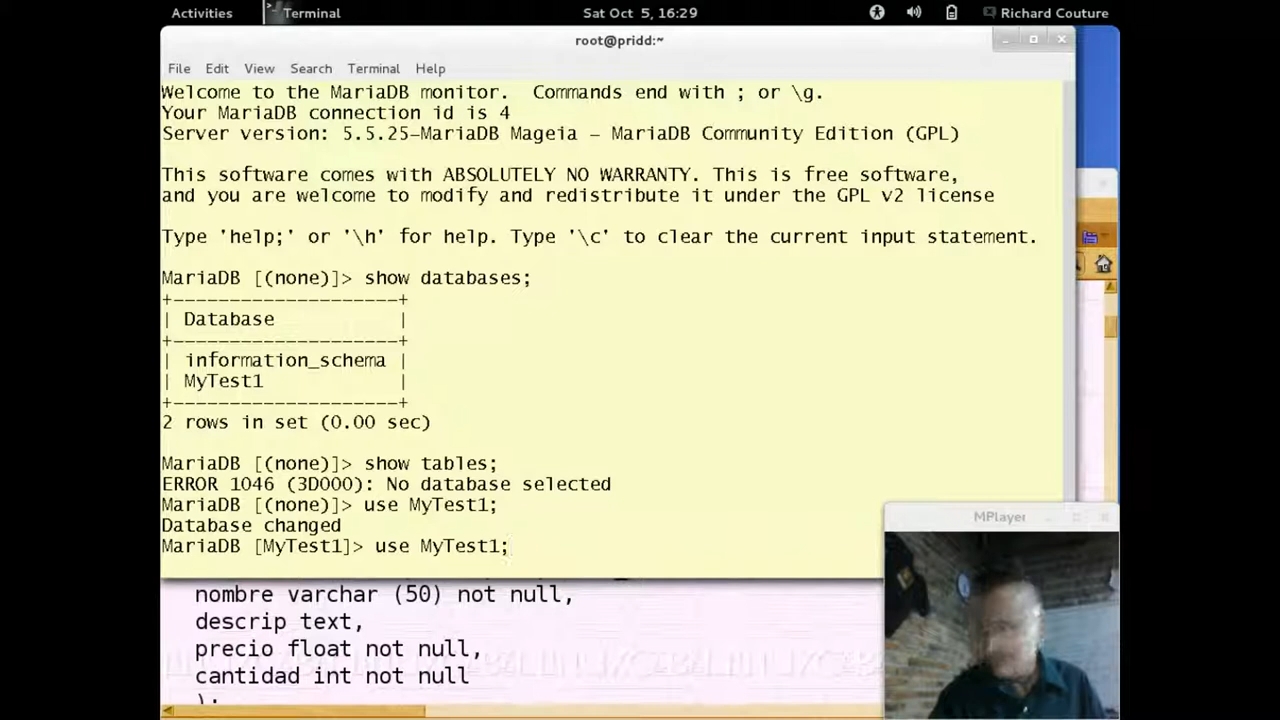 Activities Terminal Sat Oct 5, 16:29 Richard Couture
root@pridd:~
File Edit View Search Terminal Help
Welcome to the MariaDB monitor.  Commands end with ; or \g.
Your MariaDB connection id is 4
Server version: 5.5.25-MariaDB Mageia - MariaDB Community Edition (GPL)
This software comes with ABSOLUTELY NO WARRANTY. This is free software,
and you are welcome to modify and redistribute it under the GPL v2 license
Type 'help;' or '\h' for help. Type '\c' to clear the current input statement.
MariaDB [(none)]> show databases;
+--------------------+
| Database           |
+--------------------+
| information_schema |
| MyTest1            |
+--------------------+
2 rows in set (0.00 sec)
MariaDB [(none)]> show tables;
ERROR 1046 (3D000): No database selected
MariaDB [(none)]> use MyTest1;
Database changed
MariaDB [MyTest1]> use MyTest1;
MPlayer
nombre varchar (50) not null,
descrip text,
precio float not null,
cantidad int not null
);